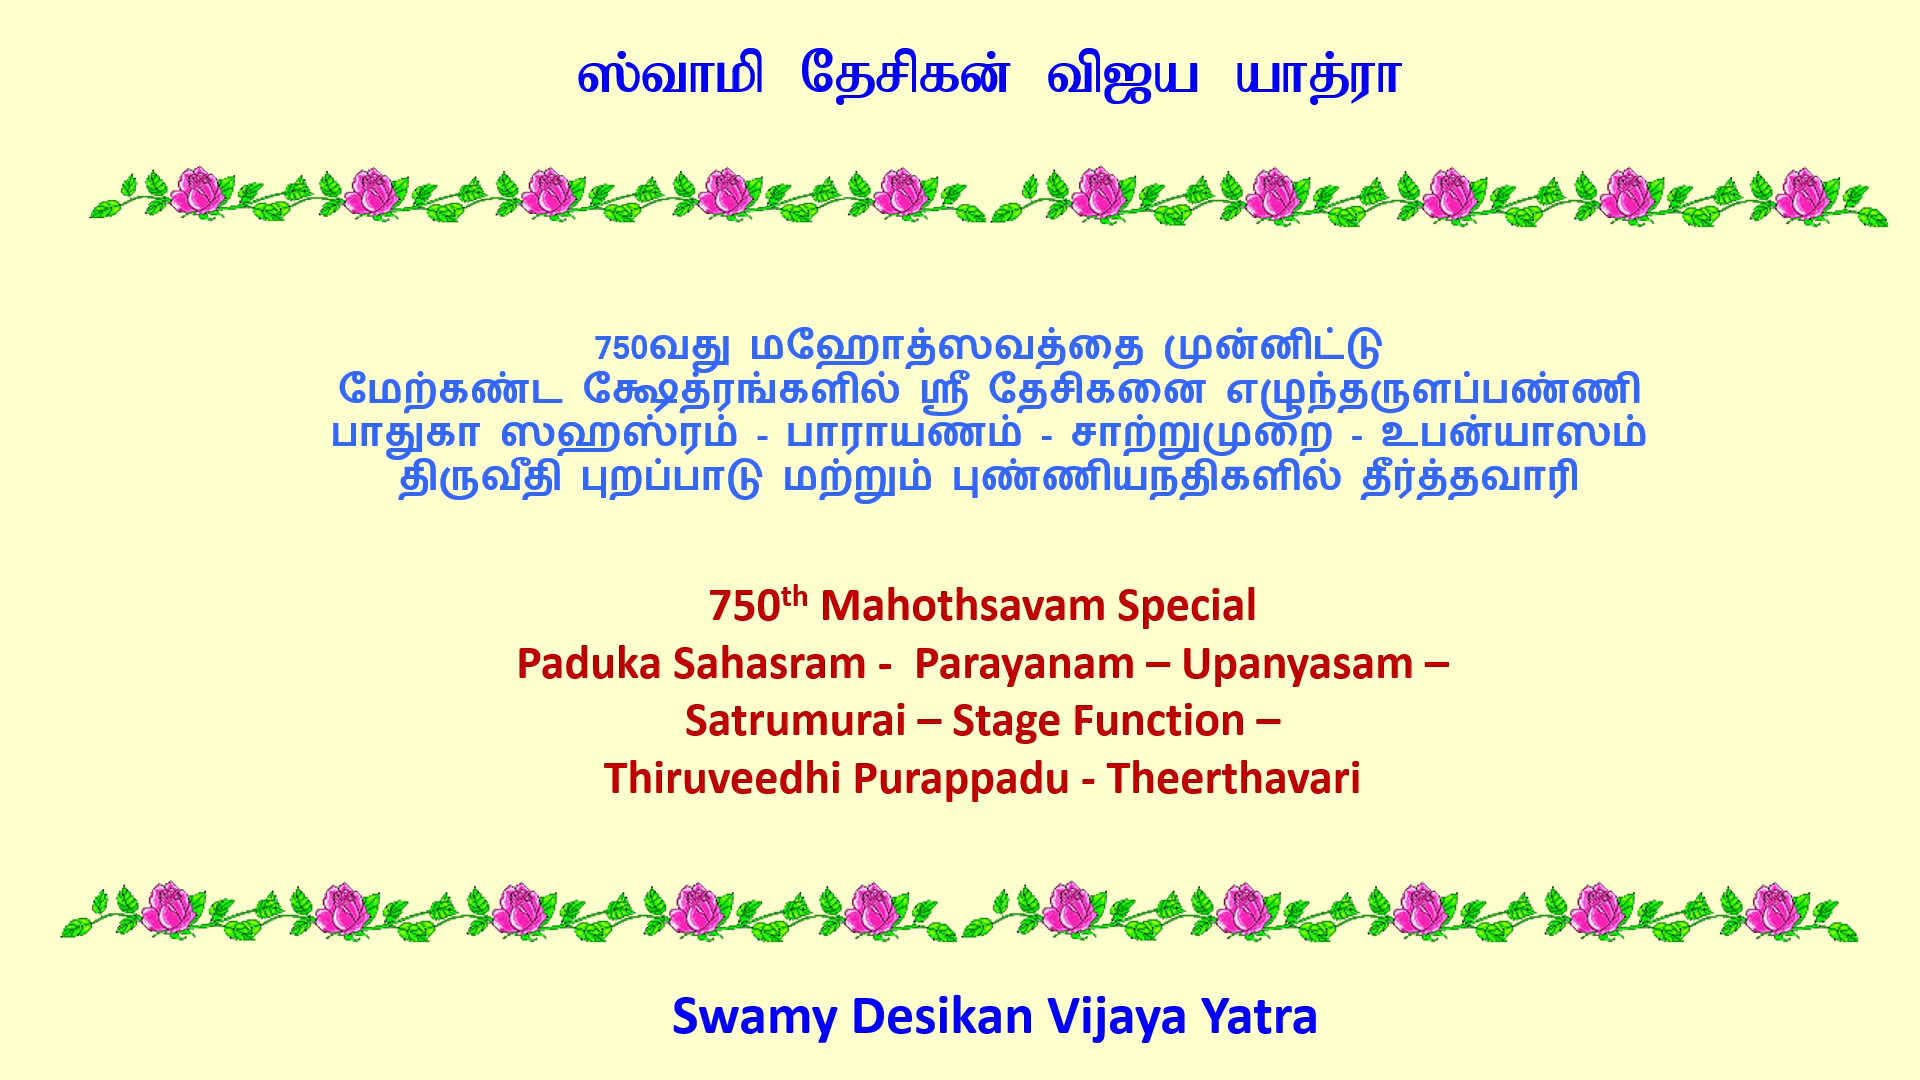 ஸ்வாமி தேசிகன் விஜய யாத்ரா
750வது மஹோத்ஸவத்தை முன்னிட்டு
மேற்கண்ட க்ஷேத்ரங்களில் ஸ்ரீ தேசிகனை எழுந்தருளப்பண்ணி
பாதுகா ஸஹஸ்ரம் - பாராயணம் - சாற்றுமுறை - உபன்யாஸம்
திருவீதி புறப்பாடு மற்றும் புண்ணியநதிகளில் தீர்த்தவாரி
750th Mahothsavam Special
Paduka Sahasram - Parayanam – Upanyasam –
Satrumurai – Stage Function –
Thiruveedhi Purappadu - Theerthavari
Swamy Desikan Vijaya Yatra